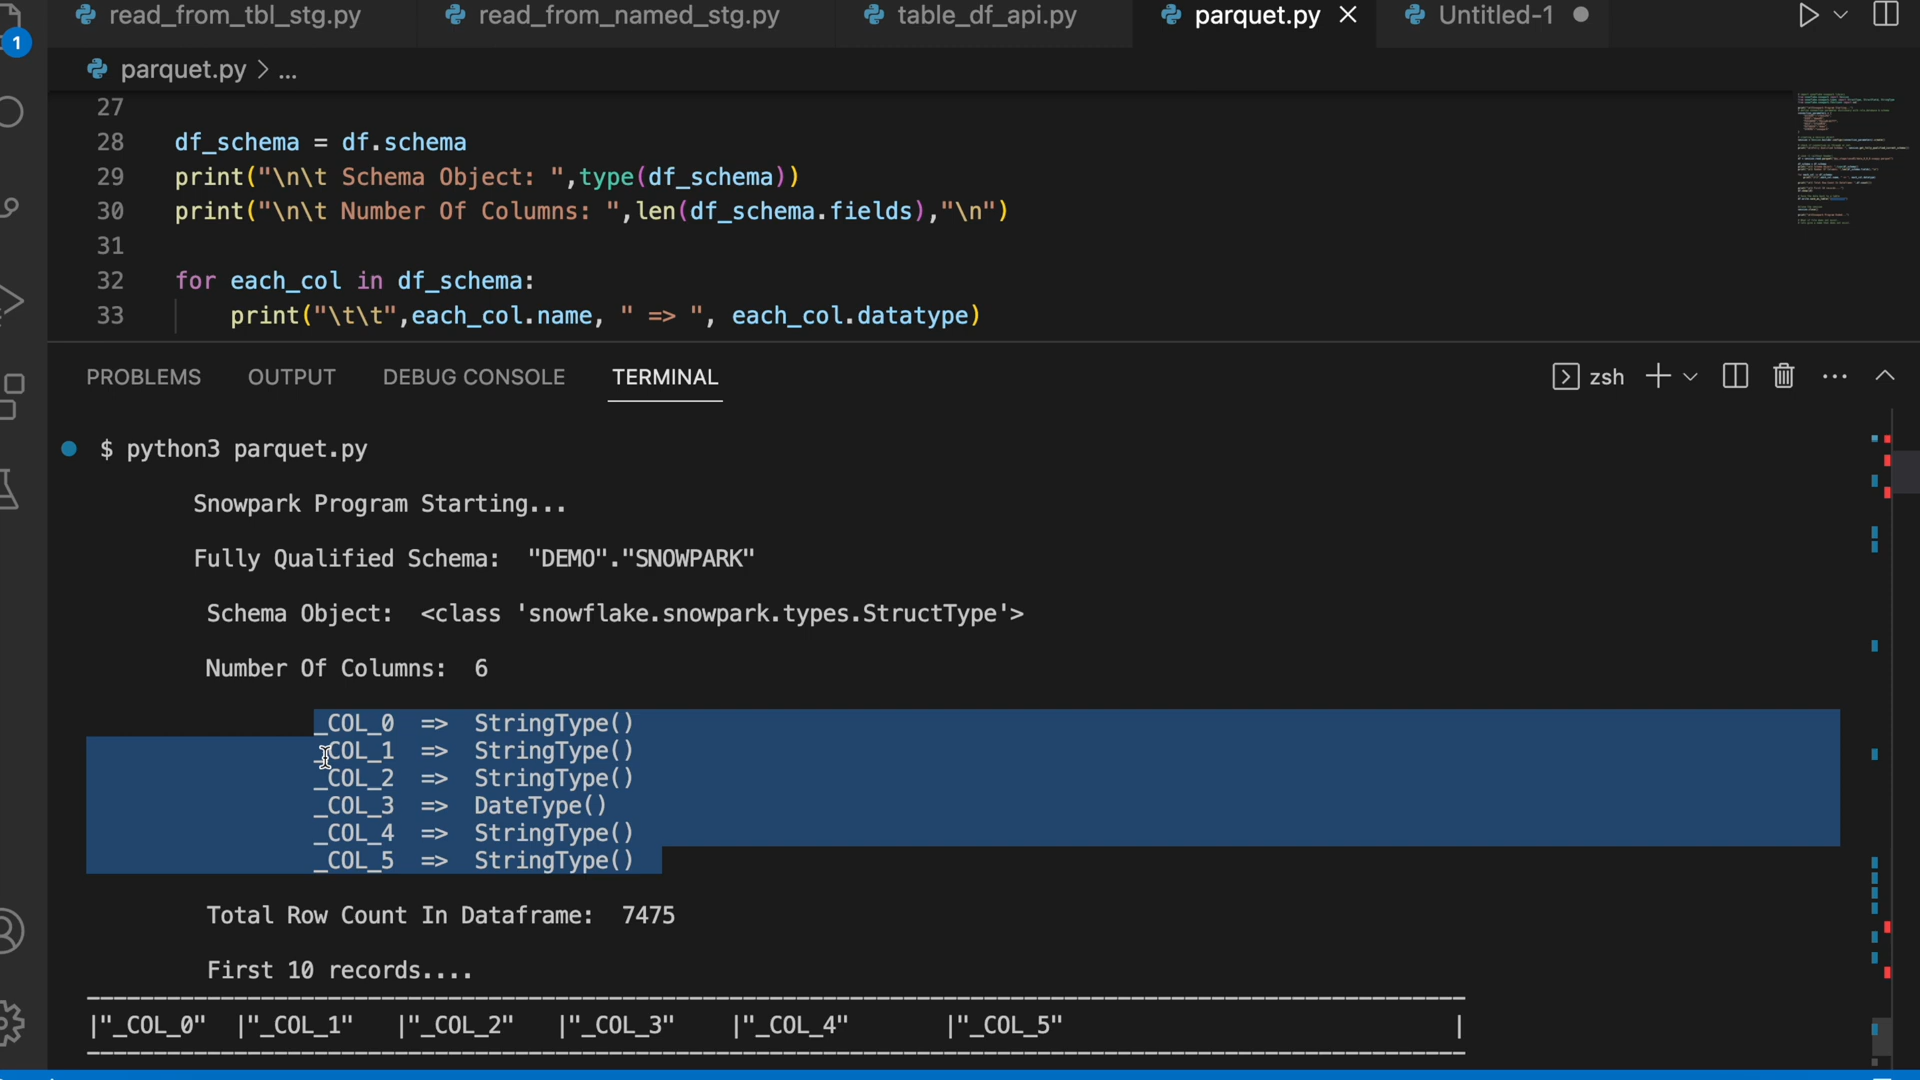 read_from_tbl_stg.py read_from_named_stg.py table_df_api.py parquet.py Untitled-1
1
parquet.py > ...
27
28 df_schema = df.schema
29 print("\n\t Schema Object: ",type(df_schema))
30 print("\n\t Number Of Columns: ",len(df_schema.fields),"\n")
31
32 for each_col in df_schema:
33 print("\t\t",each_col.name, " => ", each_col.datatype)
PROBLEMS OUTPUT DEBUG CONSOLE TERMINAL zsh
$ python3 parquet.py
Snowpark Program Starting...
Fully Qualified Schema: "DEMO"."SNOWPARK"
Schema Object: <class 'snowflake.snowpark.types.StructType'>
Number Of Columns: 6
_COL_0 => StringType()
_COL_1 => StringType()
_COL_2 => StringType()
_COL_3 => DateType()
_COL_4 => StringType()
_COL_5 => StringType()
Total Row Count In Dataframe: 7475
First 10 records....
|"_COL_0" |"_COL_1" |"_COL_2" |"_COL_3" |"_COL_4" |"_COL_5" |